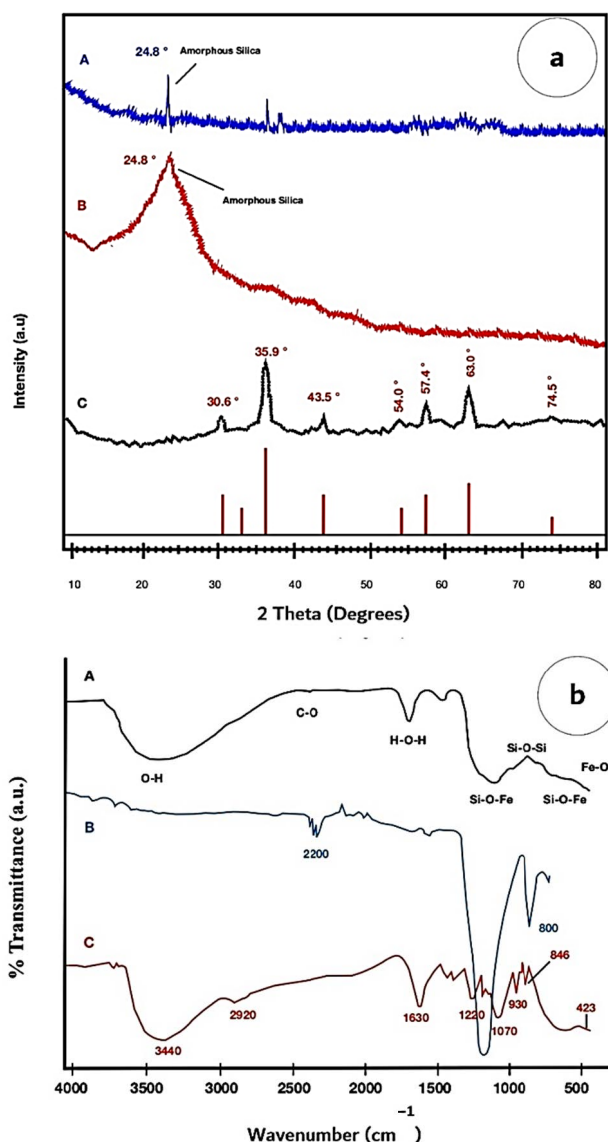 a
A
24.8 °
Amorphous Silica
24.8 °
B
Amorphous Silica
Intensity (a.u)
C
30.6 °
35.9 °
43.5 °
54.0 °
57.4 °
63.0 °
74.5 °
10 20 30 40 50 60 70 80
2 Theta (Degrees)
b
A
O-H
C-O
H-O-H
Si-O-Si
Fe-O
Si-O-Fe
Si-O-Fe
B
2200
800
% Transmittance (a.u.)
C
3440
2920
1630
1220
1070
930
846
423
4000 3500 3000 2500 2000 1500 1000 500
Wavenumber (cm⁻¹)